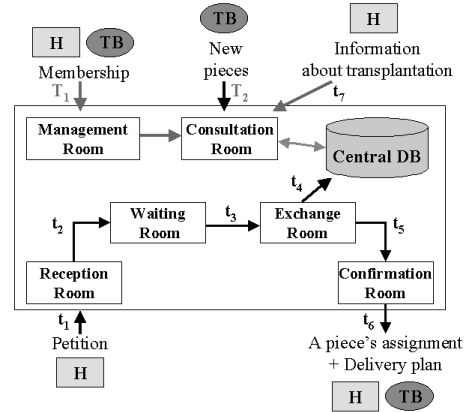 H TB
TB
H
Membership
New
pieces
Information
about transplantation
T1
T2
t7
Management
Room
Consultation
Room
Central DB
t4
Waiting
Room
Exchange
Room
t2
t3
t5
Reception
Room
Confirmation
Room
t1
t6
Petition
H
A piece's assignment
+ Delivery plan
H TB